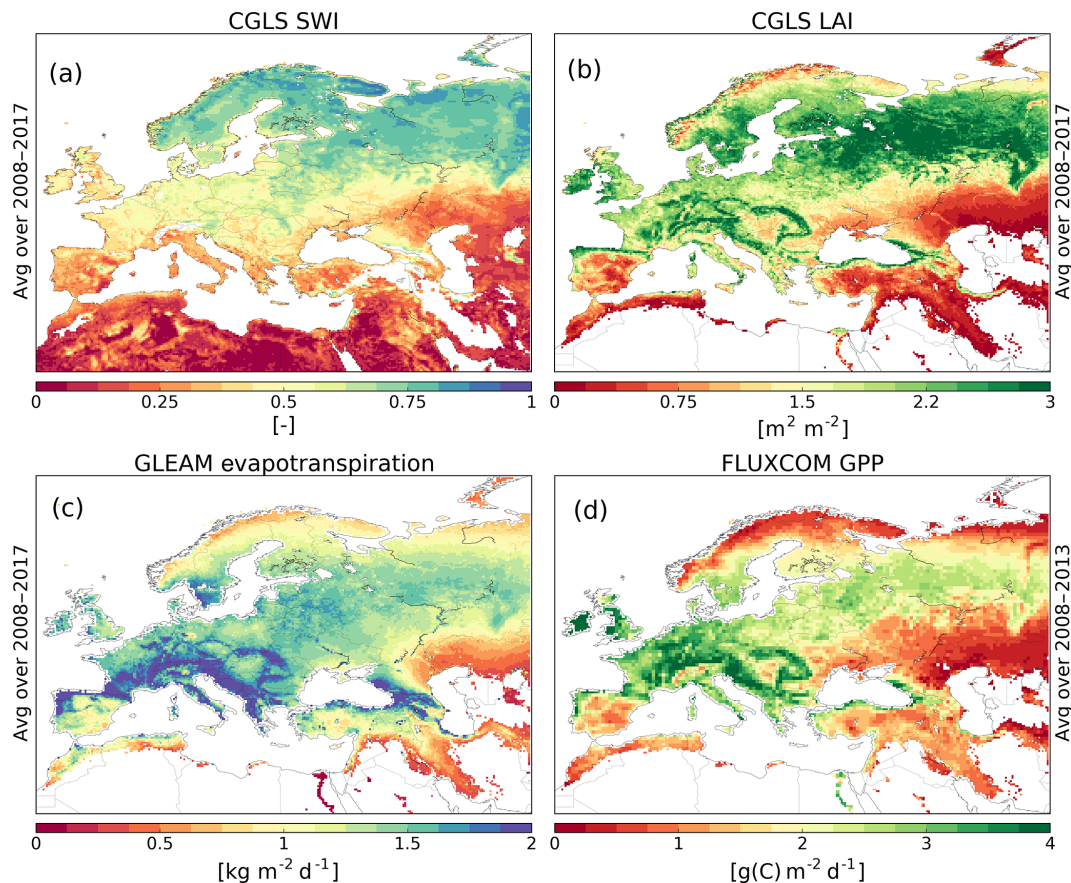 CGLS SWI
CGLS LAI
(a)
(b)
Avg over 2008–2017
Avg over 2008–2017
0 0.25 0.5 0.75 1
0 0.75 1.5 2.2 3
[-]
[m² m⁻²]
GLEAM evapotranspiration
FLUXCOM GPP
(c)
(d)
Avg over 2008–2017
Avg over 2008–2013
0 0.5 1 1.5 2
0 1 2 3 4
[kg m⁻² d⁻¹]
[g(C) m⁻² d⁻¹]